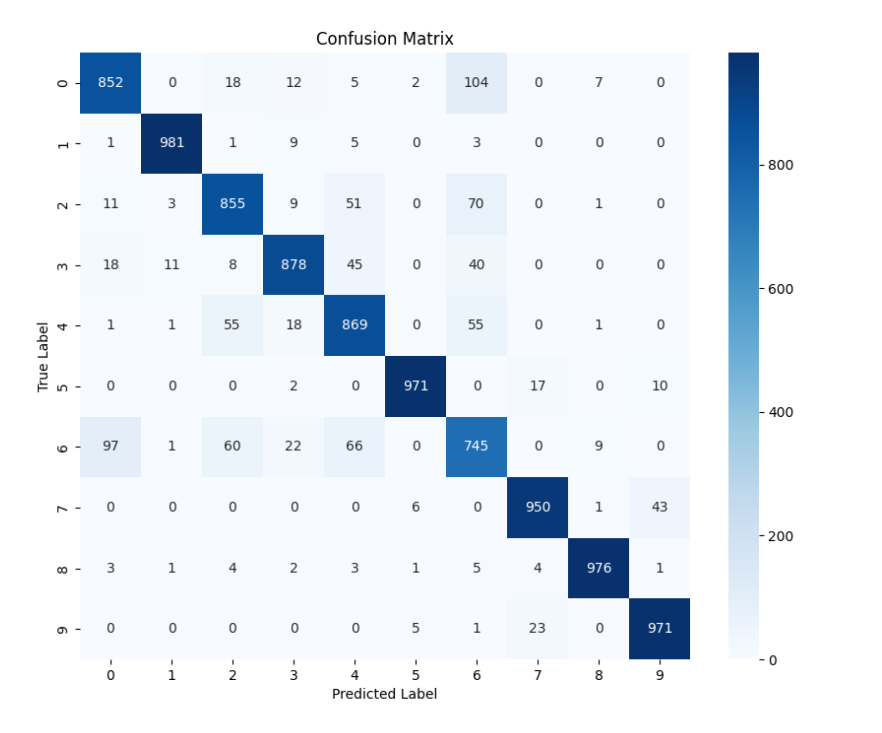 Confusion Matrix
0 852 0 18 12 5 2 104 0 7 0
1 1 981 1 9 5 0 3 0 0 0
2 11 3 855 9 51 0 70 0 1 0
3 18 11 8 878 45 0 40 0 0 0
4 1 1 55 18 869 0 55 0 1 0
5 0 0 0 2 0 971 0 17 0 10
6 97 1 60 22 66 0 745 0 9 0
7 0 0 0 0 0 6 0 950 1 43
8 3 1 4 2 3 1 5 4 976 1
9 0 0 0 0 0 5 1 23 0 971
0 1 2 3 4 5 6 7 8 9
Predicted Label
True Label
800
600
400
200
0